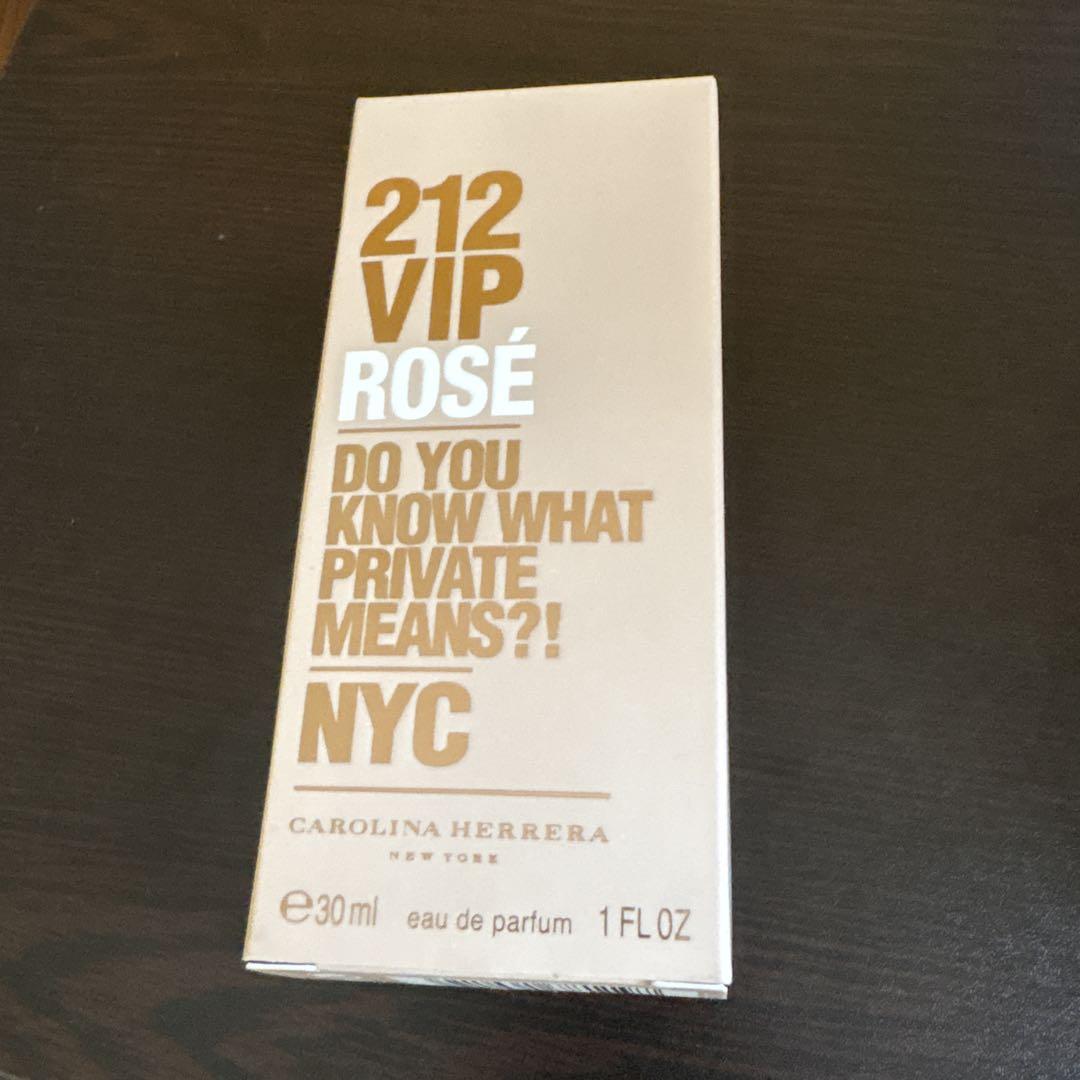 212
VIP
ROSÉ
DO YOU
KNOW WHAT
PRIVATE
MEANS?!
NYC
CAROLINA HERRERA
NEW YORK
℮30ml eau de parfum 1 FL OZ